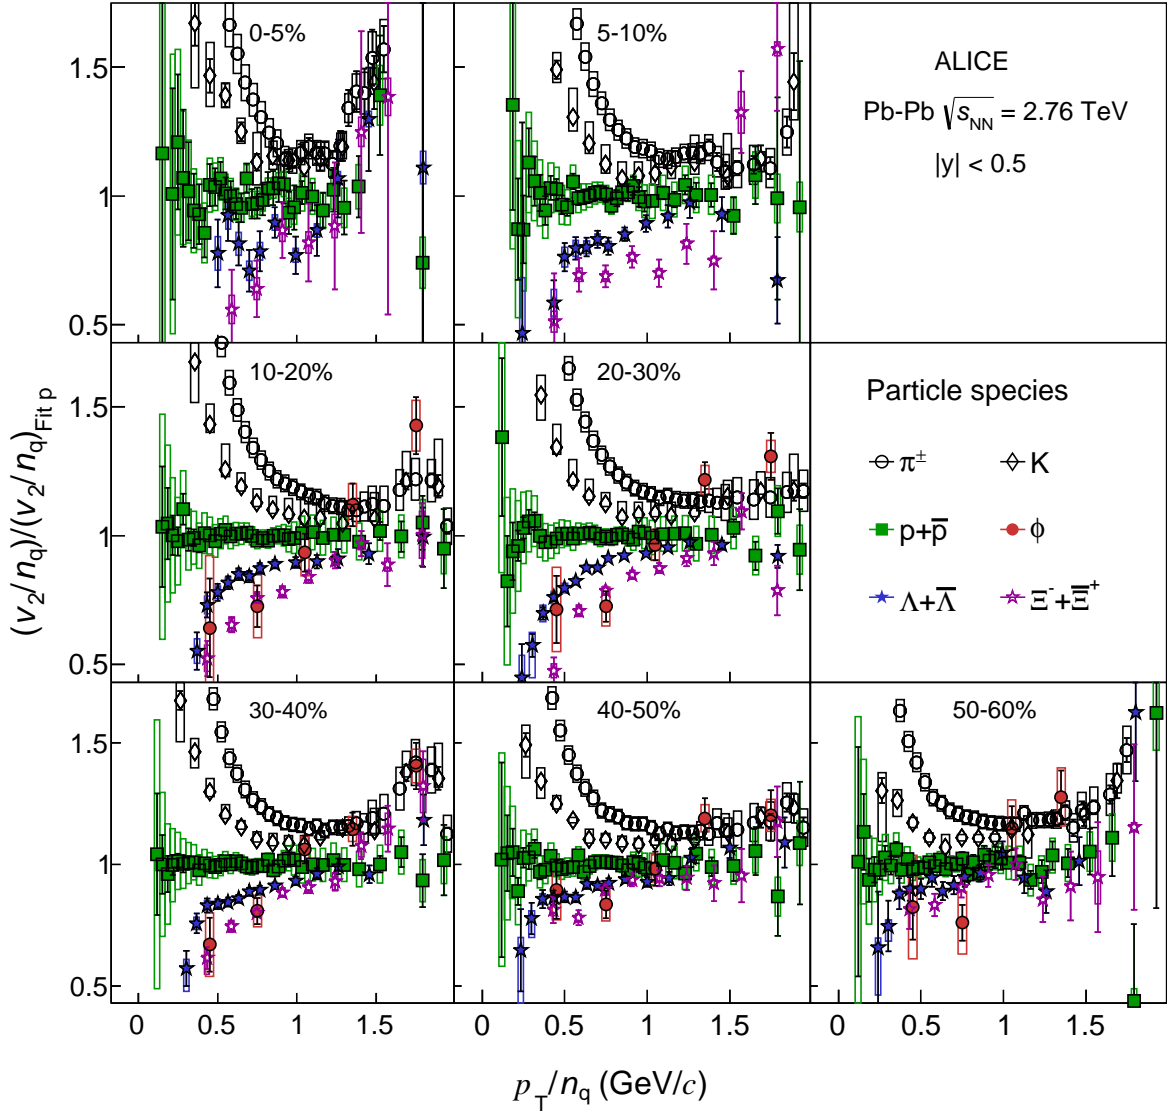 0-5%
5-10%
ALICE
Pb-Pb √sNN = 2.76 TeV
|y| < 0.5
1.5
1
0.5
10-20%
20-30%
Particle species
π± K
p+p̅ ϕ
Λ+Λ̅ Ξ⁻+Ξ̅⁺
1.5
1
0.5
(v2/nq)/(v2/nq)Fit p
30-40%
40-50%
50-60%
1.5
1
0.5
0 0.5 1 1.5 0 0.5 1 1.5 0 0.5 1 1.5
pT/nq (GeV/c)